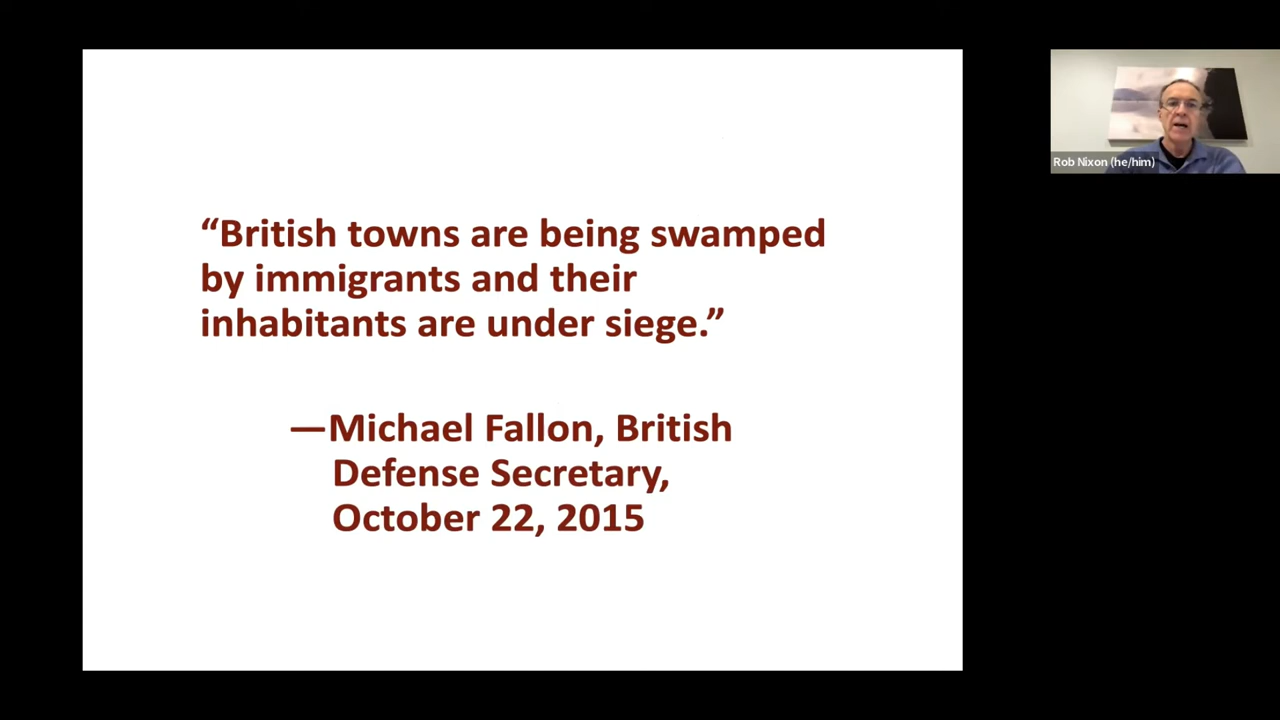 “British towns are being swamped
by immigrants and their
inhabitants are under siege.”
—Michael Fallon, British
Defense Secretary,
October 22, 2015
Rob Nixon (he/him)